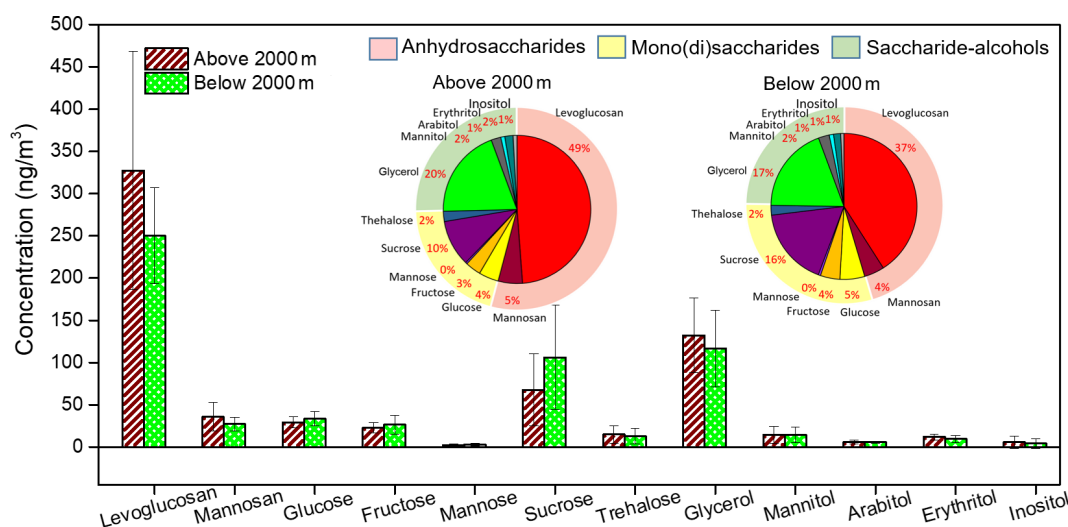 Concentration (ng/m³)
500
450
400
350
300
250
200
150
100
50
0
Above 2000 m
Below 2000 m
Anhydrosaccharides
Mono(di)saccharides
Saccharide-alcohols
Above 2000 m
Inositol
Erythritol
Arabitol
Mannitol
Glycerol
Thehalose
Sucrose
Mannose
Fructose
Glucose
Mannosan
Levoglucosan
1%
2%
1%
2%
20%
2%
10%
0%
3%
4%
5%
49%
Below 2000 m
Inositol
Erythritol
Arabitol
Mannitol
Glycerol
Thehalose
Sucrose
Mannose
Fructose
Glucose
Mannosan
Levoglucosan
1%
1%
1%
2%
17%
2%
16%
0%
4%
5%
4%
37%
Levoglucosan
Mannosan
Glucose
Fructose
Mannose
Sucrose
Trehalose
Glycerol
Mannitol
Arabitol
Erythritol
Inositol